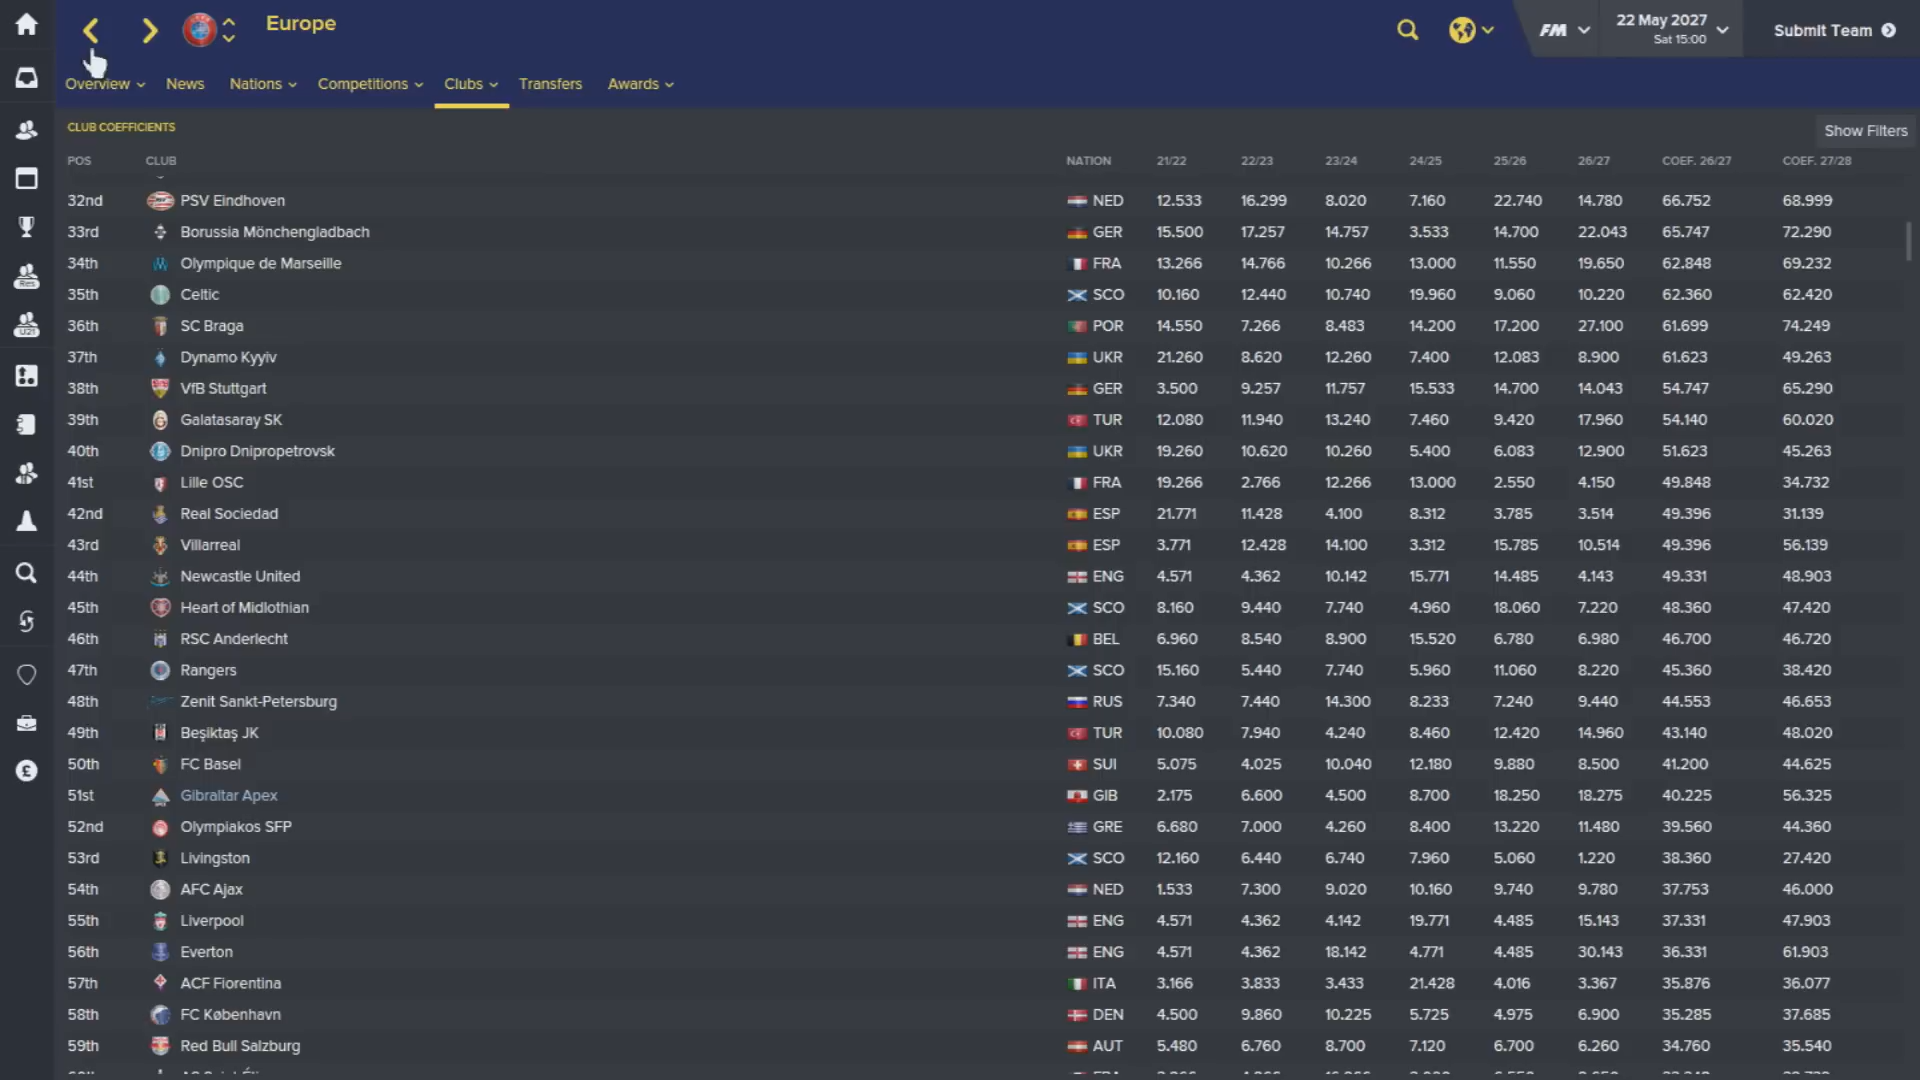 Europe
FM
22 May 2027
Sat 15:00
Submit Team
Overview News Nations Competitions Clubs Transfers Awards
CLUB COEFFICIENTS
Show Filters
POS CLUB NATION 21/22 22/23 23/24 24/25 25/26 26/27 COEF. 26/27 COEF. 27/28
32nd PSV Eindhoven NED 12.533 16.299 8.020 7.160 22.740 14.780 66.752 68.999
33rd Borussia Mönchengladbach GER 15.500 17.257 14.757 3.533 14.700 22.043 65.747 72.290
34th Olympique de Marseille FRA 13.266 14.766 10.266 13.000 11.550 19.650 62.848 69.232
35th Celtic SCO 10.160 12.440 10.740 19.960 9.060 10.220 62.360 62.420
36th SC Braga POR 14.550 7.266 8.483 14.200 17.200 27.100 61.699 74.249
37th Dynamo Kyyiv UKR 21.260 8.620 12.260 7.400 12.083 8.900 61.623 49.263
38th VfB Stuttgart GER 3.500 9.257 11.757 15.533 14.700 14.043 54.747 65.290
39th Galatasaray SK TUR 12.080 11.940 13.240 7.460 9.420 17.960 54.140 60.020
40th Dnipro Dnipropetrovsk UKR 19.260 10.620 10.260 5.400 6.083 12.900 51.623 45.263
41st Lille OSC FRA 19.266 2.766 12.266 13.000 2.550 4.150 49.848 34.732
42nd Real Sociedad ESP 21.771 11.428 4.100 8.312 3.785 3.514 49.396 31.139
43rd Villarreal ESP 3.771 12.428 14.100 3.312 15.785 10.514 49.396 56.139
44th Newcastle United ENG 4.571 4.362 10.142 15.771 14.485 4.143 49.331 48.903
45th Heart of Midlothian SCO 8.160 9.440 7.740 4.960 18.060 7.220 48.360 47.420
46th RSC Anderlecht BEL 6.960 8.540 8.900 15.520 6.780 6.980 46.700 46.720
47th Rangers SCO 15.160 5.440 7.740 5.960 11.060 8.220 45.360 38.420
48th Zenit Sankt-Petersburg RUS 7.340 7.440 14.300 8.233 7.240 9.440 44.553 46.653
49th Beşiktaş JK TUR 10.080 7.940 4.240 8.460 12.420 14.960 43.140 48.020
50th FC Basel SUI 5.075 4.025 10.040 12.180 9.880 8.500 41.200 44.625
51st Gibraltar Apex GIB 2.175 6.600 4.500 8.700 18.250 18.275 40.225 56.325
52nd Olympiakos SFP GRE 6.680 7.000 4.260 8.400 13.220 11.480 39.560 44.360
53rd Livingston SCO 12.160 6.440 6.740 7.960 5.060 1.220 38.360 27.420
54th AFC Ajax NED 1.533 7.300 9.020 10.160 9.740 9.780 37.753 46.000
55th Liverpool ENG 4.571 4.362 4.142 19.771 4.485 15.143 37.331 47.903
56th Everton ENG 4.571 4.362 18.142 4.771 4.485 30.143 36.331 61.903
57th ACF Fiorentina ITA 3.166 3.833 3.433 21.428 4.016 3.367 35.876 36.077
58th FC København DEN 4.500 9.860 10.225 5.725 4.975 6.900 35.285 37.685
59th Red Bull Salzburg AUT 5.480 6.760 8.700 7.120 6.700 6.260 34.760 35.540
Res
U21